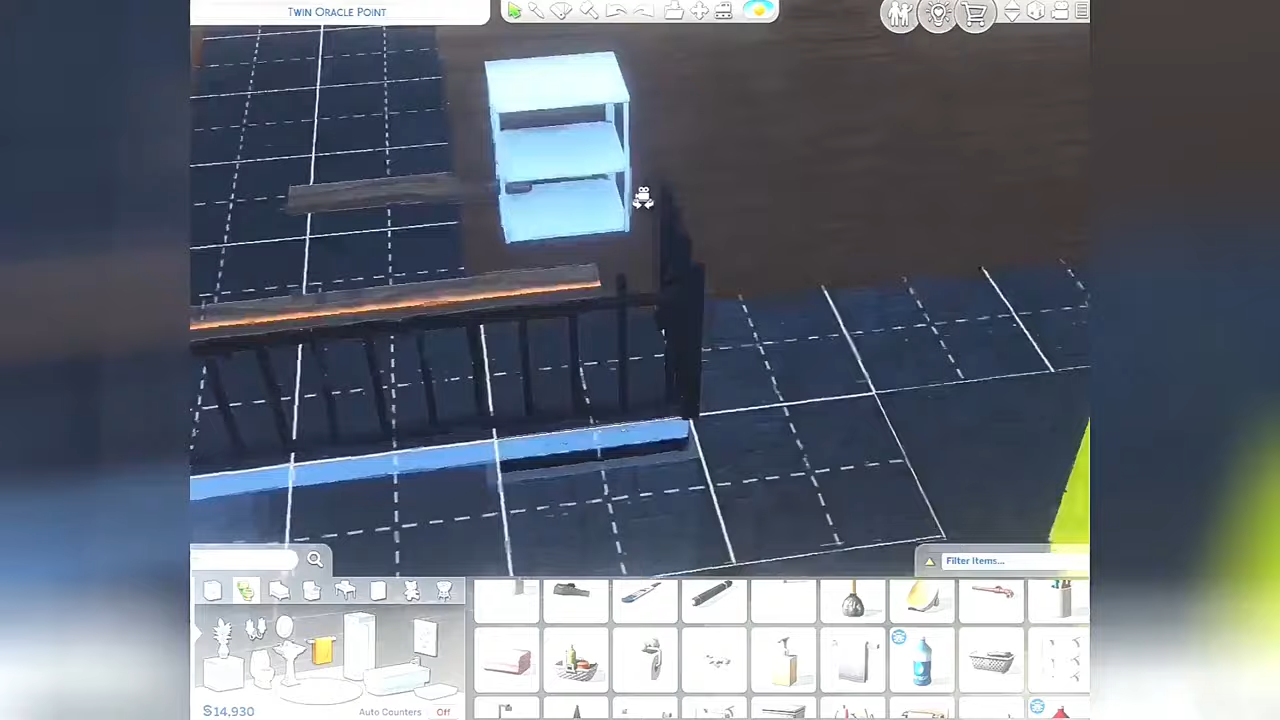 TWIN ORACLE POINT
Filter Items...
$14,930
Auto Counters Off